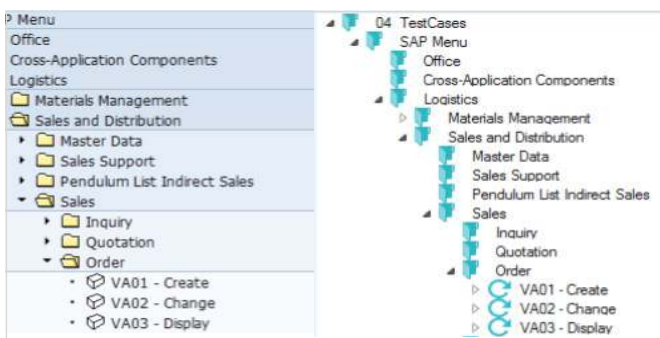 Menu
Office
Cross-Application Components
Logistics
Materials Management
Sales and Distribution
Master Data
Sales Support
Pendulum List Indirect Sales
Sales
Inquiry
Quotation
Order
VA01 - Create
VA02 - Change
VA03 - Display
04 TestCases
SAP Menu
Office
Cross-Application Components
Logistics
Materials Management
Sales and Distribution
Master Data
Sales Support
Pendulum List Indirect Sales
Sales
Inquiry
Quotation
Order
VA01 - Create
VA02 - Change
VA03 - Display